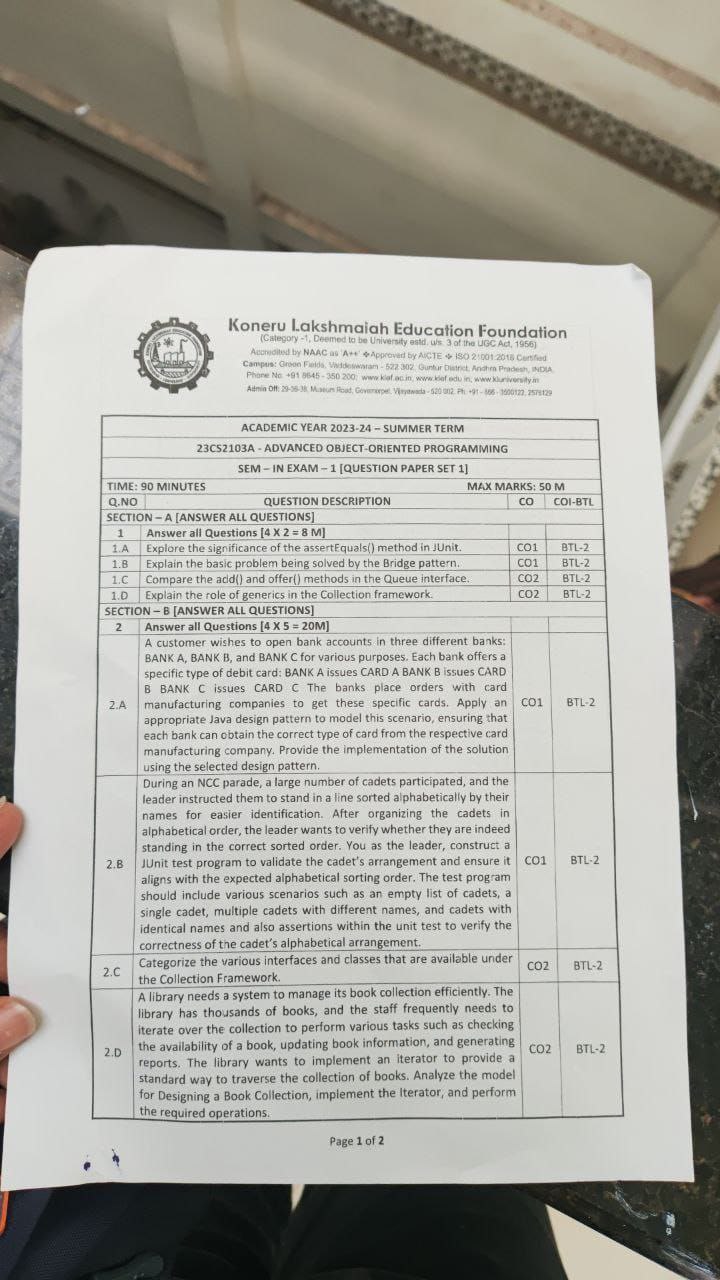 Koneru Lakshmaiah Education Foundation
(Category -1, Deemed to be University estd. u/s. 3 of the UGC Act, 1956)
Accredited by NAAC as 'A++' ❖Approved by AICTE ❖ ISO 21001:2018 Certified
Campus: Green Fields, Vaddeswaram - 522 302, Guntur District, Andhra Pradesh, INDIA.
Phone No. +91 8645 - 350 200; www.klef.ac.in; www.klef.edu.in; www.kluniversity.in
Admin Off: 29-36-38, Museum Road, Governorpet, Vijayawada - 520 002. Ph: +91 - 866 - 3500122, 2576129
ACADEMIC YEAR 2023-24 – SUMMER TERM
23CS2103A - ADVANCED OBJECT-ORIENTED PROGRAMMING
SEM – IN EXAM – 1 [QUESTION PAPER SET 1]
TIME: 90 MINUTES MAX MARKS: 50 M
Q.NO QUESTION DESCRIPTION CO COI-BTL
SECTION – A [ANSWER ALL QUESTIONS]
1 Answer all Questions [4 X 2 = 8 M]
1.A Explore the significance of the assertEquals() method in JUnit. CO1 BTL-2
1.B Explain the basic problem being solved by the Bridge pattern. CO1 BTL-2
1.C Compare the add() and offer() methods in the Queue interface. CO2 BTL-2
1.D Explain the role of generics in the Collection framework. CO2 BTL-2
SECTION – B [ANSWER ALL QUESTIONS]
2 Answer all Questions [4 X 5 = 20M]
A customer wishes to open bank accounts in three different banks:
BANK A, BANK B, and BANK C for various purposes. Each bank offers a
specific type of debit card: BANK A issues CARD A BANK B issues CARD
B BANK C issues CARD C The banks place orders with card
2.A manufacturing companies to get these specific cards. Apply an CO1 BTL-2
appropriate Java design pattern to model this scenario, ensuring that
each bank can obtain the correct type of card from the respective card
manufacturing company. Provide the implementation of the solution
using the selected design pattern.
During an NCC parade, a large number of cadets participated, and the
leader instructed them to stand in a line sorted alphabetically by their
names for easier identification. After organizing the cadets in
alphabetical order, the leader wants to verify whether they are indeed
standing in the correct sorted order. You as the leader, construct a
2.B JUnit test program to validate the cadet's arrangement and ensure it CO1 BTL-2
aligns with the expected alphabetical sorting order. The test program
should include various scenarios such as an empty list of cadets, a
single cadet, multiple cadets with different names, and cadets with
identical names and also assertions within the unit test to verify the
correctness of the cadet's alphabetical arrangement.
2.C Categorize the various interfaces and classes that are available under CO2 BTL-2
the Collection Framework.
A library needs a system to manage its book collection efficiently. The
library has thousands of books, and the staff frequently needs to
iterate over the collection to perform various tasks such as checking
the availability of a book, updating book information, and generating
2.D reports. The library wants to implement an iterator to provide a CO2 BTL-2
standard way to traverse the collection of books. Analyze the model
for Designing a Book Collection, implement the Iterator, and perform
the required operations.
Page 1 of 2